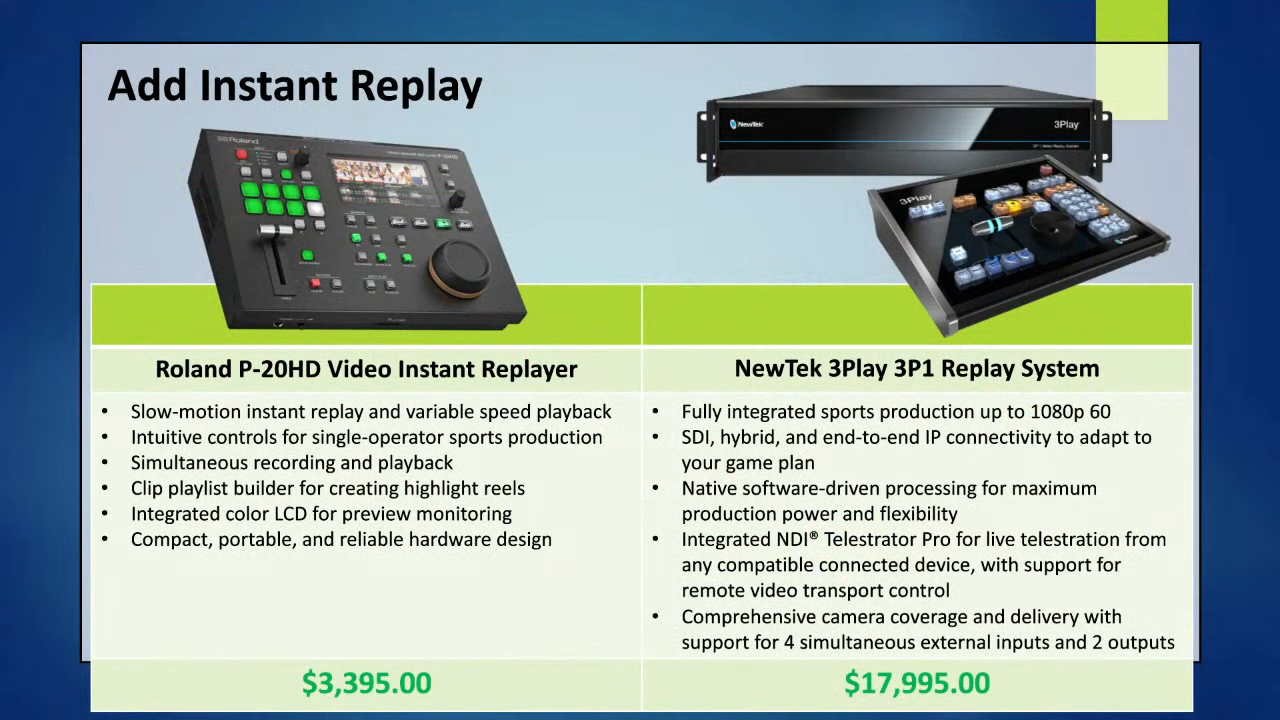 Add Instant Replay
Roland
P-20HD
NewTek
3Play
3Play
NewTek
Roland P-20HD Video Instant Replayer
• Slow-motion instant replay and variable speed playback
• Intuitive controls for single-operator sports production
• Simultaneous recording and playback
• Clip playlist builder for creating highlight reels
• Integrated color LCD for preview monitoring
• Compact, portable, and reliable hardware design
$3,395.00
NewTek 3Play 3P1 Replay System
• Fully integrated sports production up to 1080p 60
• SDI, hybrid, and end-to-end IP connectivity to adapt to
your game plan
• Native software-driven processing for maximum
production power and flexibility
• Integrated NDI® Telestrator Pro for live telestration from
any compatible connected device, with support for
remote video transport control
• Comprehensive camera coverage and delivery with
support for 4 simultaneous external inputs and 2 outputs
$17,995.00